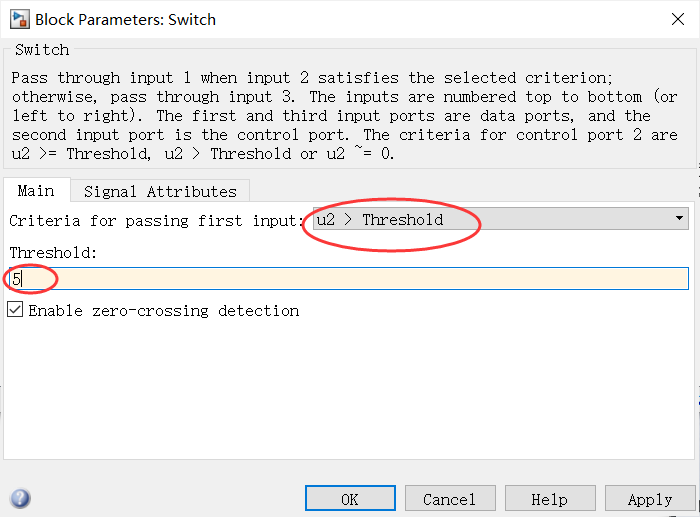 Block Parameters: Switch
Switch
Pass through input 1 when input 2 satisfies the selected criterion;
otherwise, pass through input 3. The inputs are numbered top to bottom (or
left to right). The first and third input ports are data ports, and the
second input port is the control port. The criteria for control port 2 are
u2 >= Threshold, u2 > Threshold or u2 ~= 0.
Main Signal Attributes
Criteria for passing first input: u2 > Threshold
Threshold:
5
Enable zero-crossing detection
? OK Cancel Help Apply